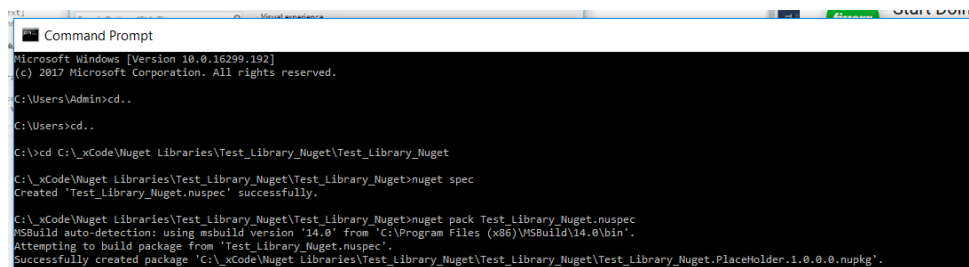 Visual experience
fiverr
Command Prompt
Microsoft Windows [Version 10.0.16299.192]
(c) 2017 Microsoft Corporation. All rights reserved.
C:\Users\Admin>cd..
C:\Users>cd..
C:\>cd C:\_xCode\Nuget Libraries\Test_Library_Nuget\Test_Library_Nuget
C:\_xCode\Nuget Libraries\Test_Library_Nuget\Test_Library_Nuget>nuget spec
Created 'Test_Library_Nuget.nuspec' successfully.
C:\_xCode\Nuget Libraries\Test_Library_Nuget\Test_Library_Nuget>nuget pack Test_Library_Nuget.nuspec
MSBuild auto-detection: using msbuild version '14.0' from 'C:\Program Files (x86)\MSBuild\14.0\bin'.
Attempting to build package from 'Test_Library_Nuget.nuspec'.
Successfully created package 'C:\_xCode\Nuget Libraries\Test_Library_Nuget\Test_Library_Nuget\Test_Library_Nuget.PlaceHolder.1.0.0.0.nupkg'.